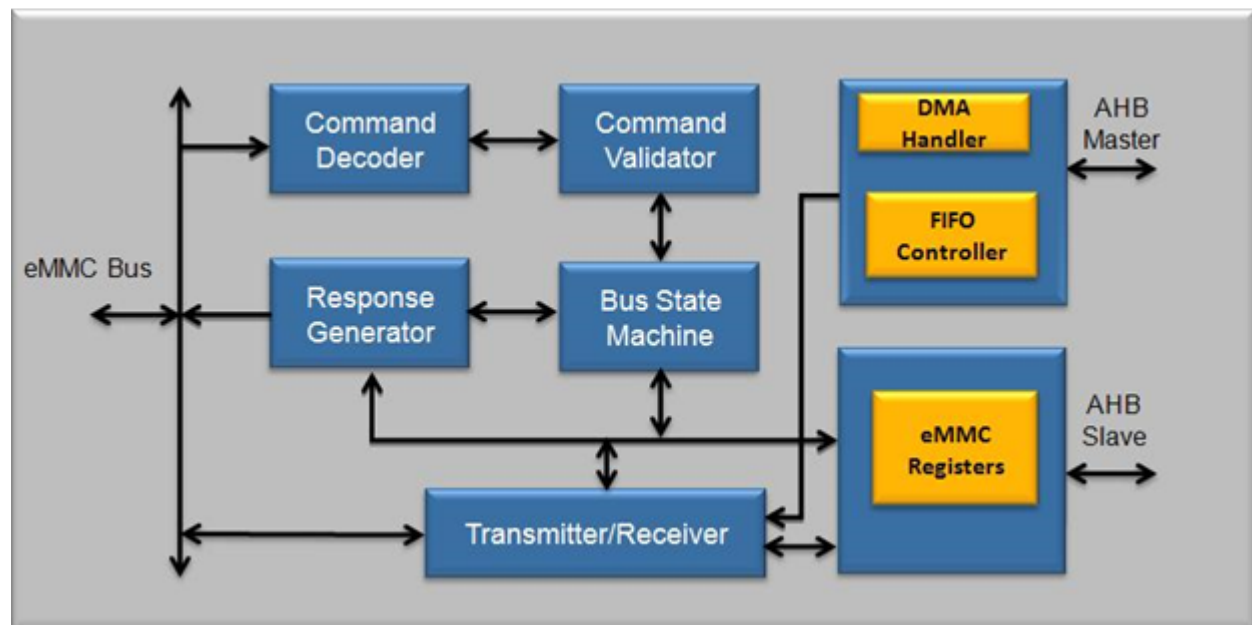 Command
Decoder
Command
Validator
DMA
Handler
AHB
Master
FIFO
Controller
eMMC Bus
Response
Generator
Bus State
Machine
eMMC
Registers
AHB
Slave
Transmitter/Receiver